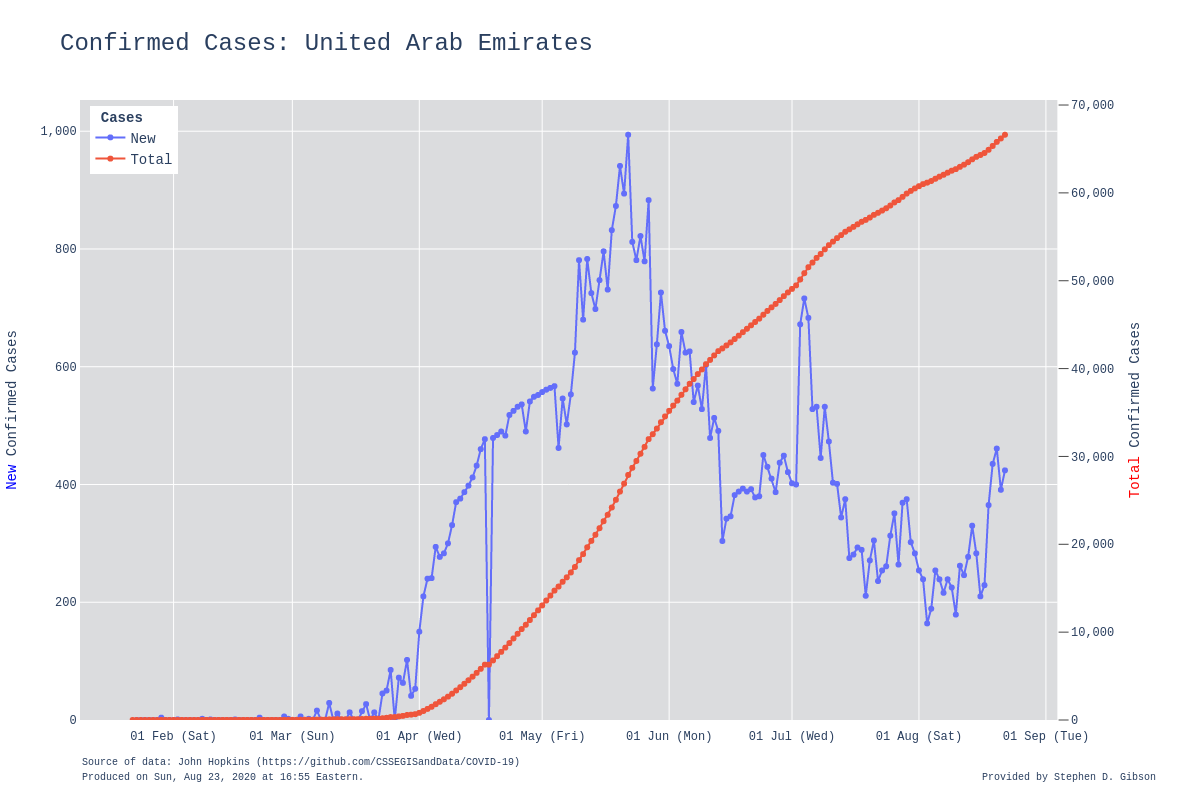 Confirmed Cases: United Arab Emirates
Cases
New
Total
1,000
800
600
400
200
0
70,000
60,000
50,000
40,000
30,000
20,000
10,000
0
New Confirmed Cases
Total Confirmed Cases
01 Feb (Sat) 01 Mar (Sun) 01 Apr (Wed) 01 May (Fri) 01 Jun (Mon) 01 Jul (Wed) 01 Aug (Sat) 01 Sep (Tue)
Source of data: John Hopkins (https://github.com/CSSEGISandData/COVID-19)
Produced on Sun, Aug 23, 2020 at 16:55 Eastern.
Provided by Stephen D. Gibson